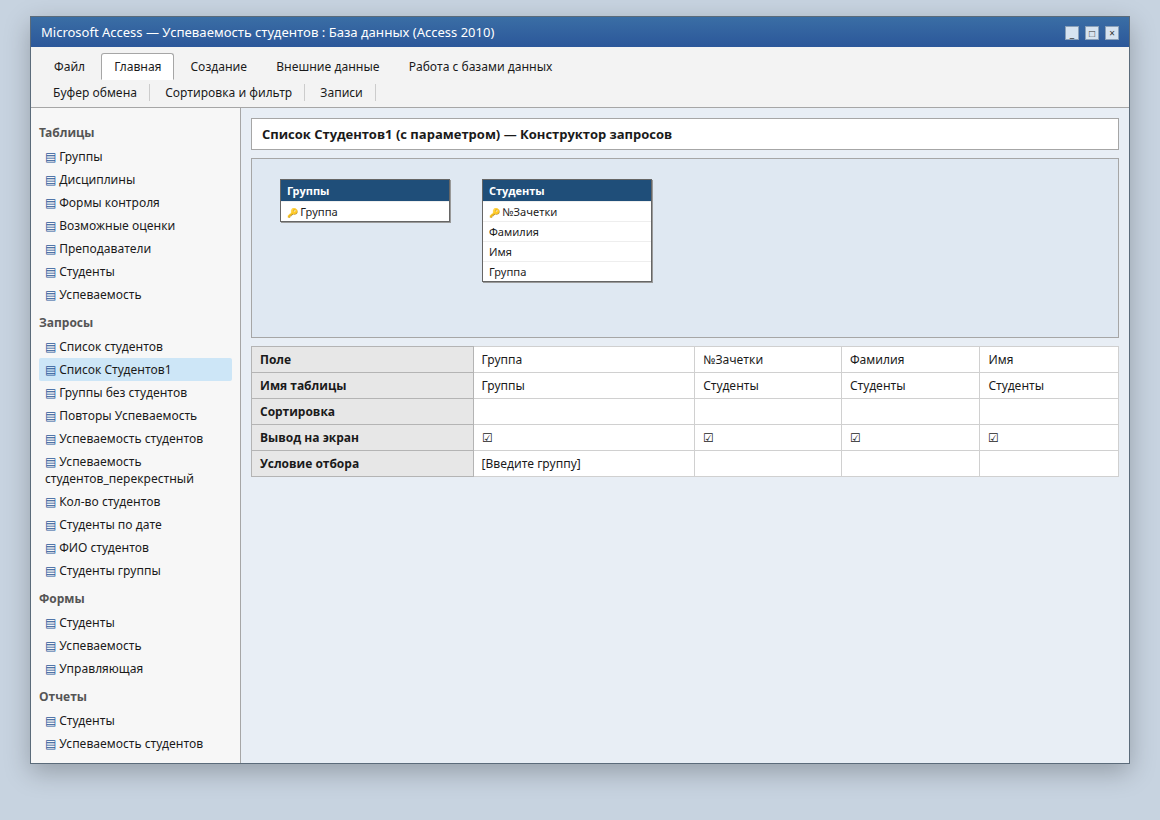 Microsoft Access — Успеваемость студентов : База данных (Access 2010)
Файл Главная Создание Внешние данные Работа с базами данных
Буфер обмена Сортировка и фильтр Записи
Таблицы
Группы
Дисциплины
Формы контроля
Возможные оценки
Преподаватели
Студенты
Успеваемость
Запросы
Список студентов
Список Студентов1
Группы без студентов
Повторы Успеваемость
Успеваемость студентов
Успеваемость
студентов_перекрестный
Кол-во студентов
Студенты по дате
ФИО студентов
Студенты группы
Формы
Студенты
Успеваемость
Управляющая
Отчеты
Студенты
Успеваемость студентов
Список Студентов1 (с параметром) — Конструктор запросов
Группы
Группа
Студенты
№Зачетки
Фамилия
Имя
Группа
Поле Группа №Зачетки Фамилия Имя
Имя таблицы Группы Студенты Студенты Студенты
Сортировка
Вывод на экран ☑ ☑ ☑ ☑
Условие отбора [Введите группу]